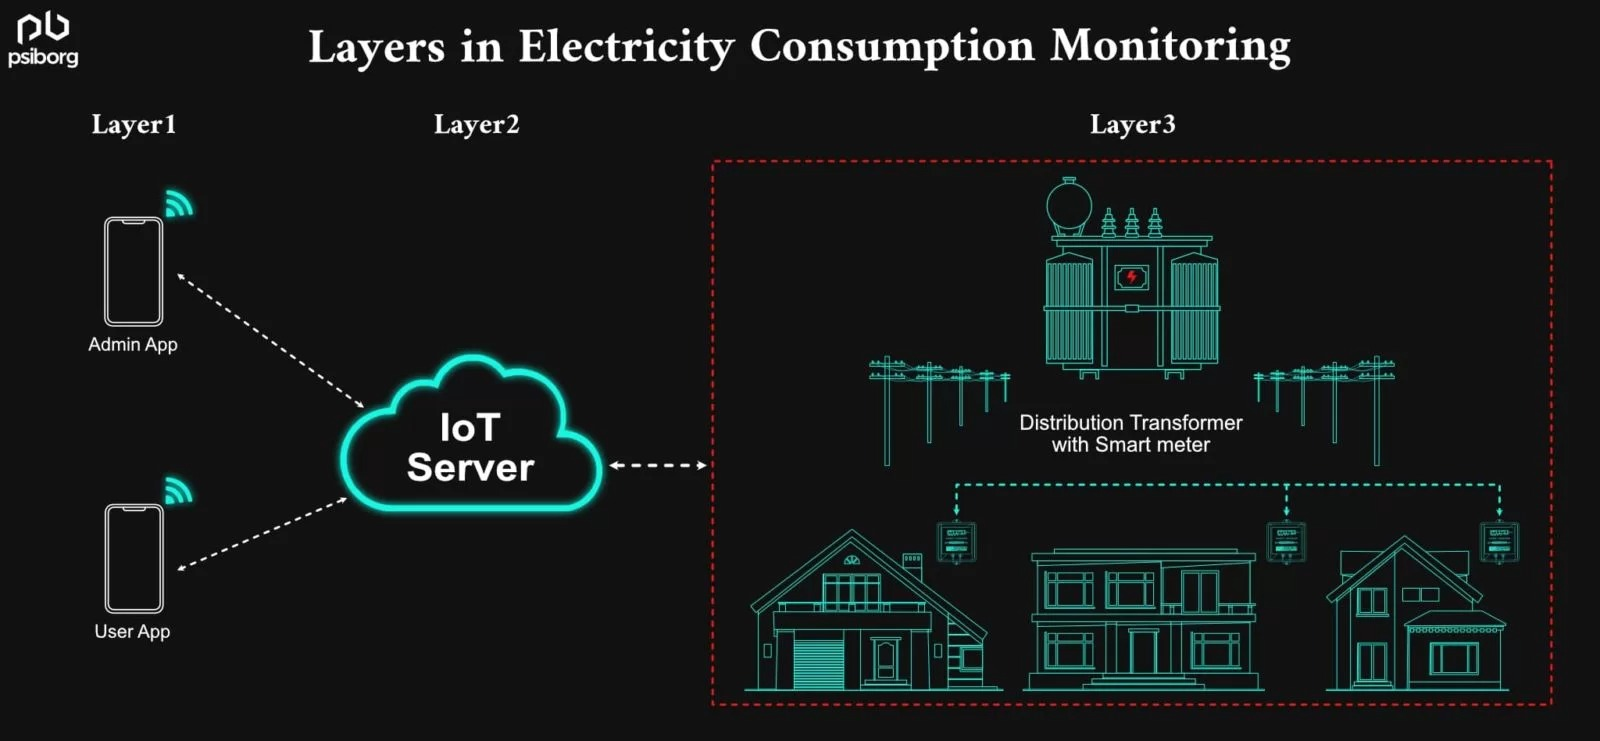 psiborg
Layers in Electricity Consumption Monitoring
Layer1
Layer2
Layer3
Admin App
IoT
Server
Distribution Transformer
with Smart meter
User App